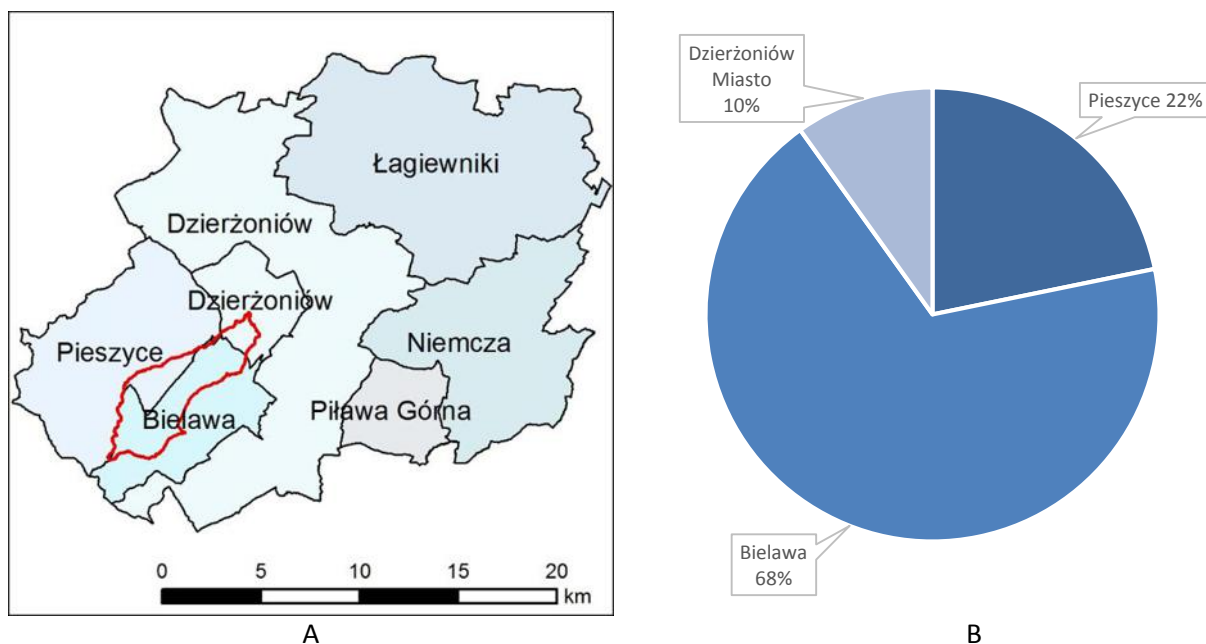 Łagiewniki
Dzierżoniów
Dzierżoniów
Pieszyce
Niemcza
Bielawa
Piława Górna
0 5 10 15 20
km
A
Dzierżoniów
Miasto
10%
Pieszyce 22%
Bielawa
68%
B